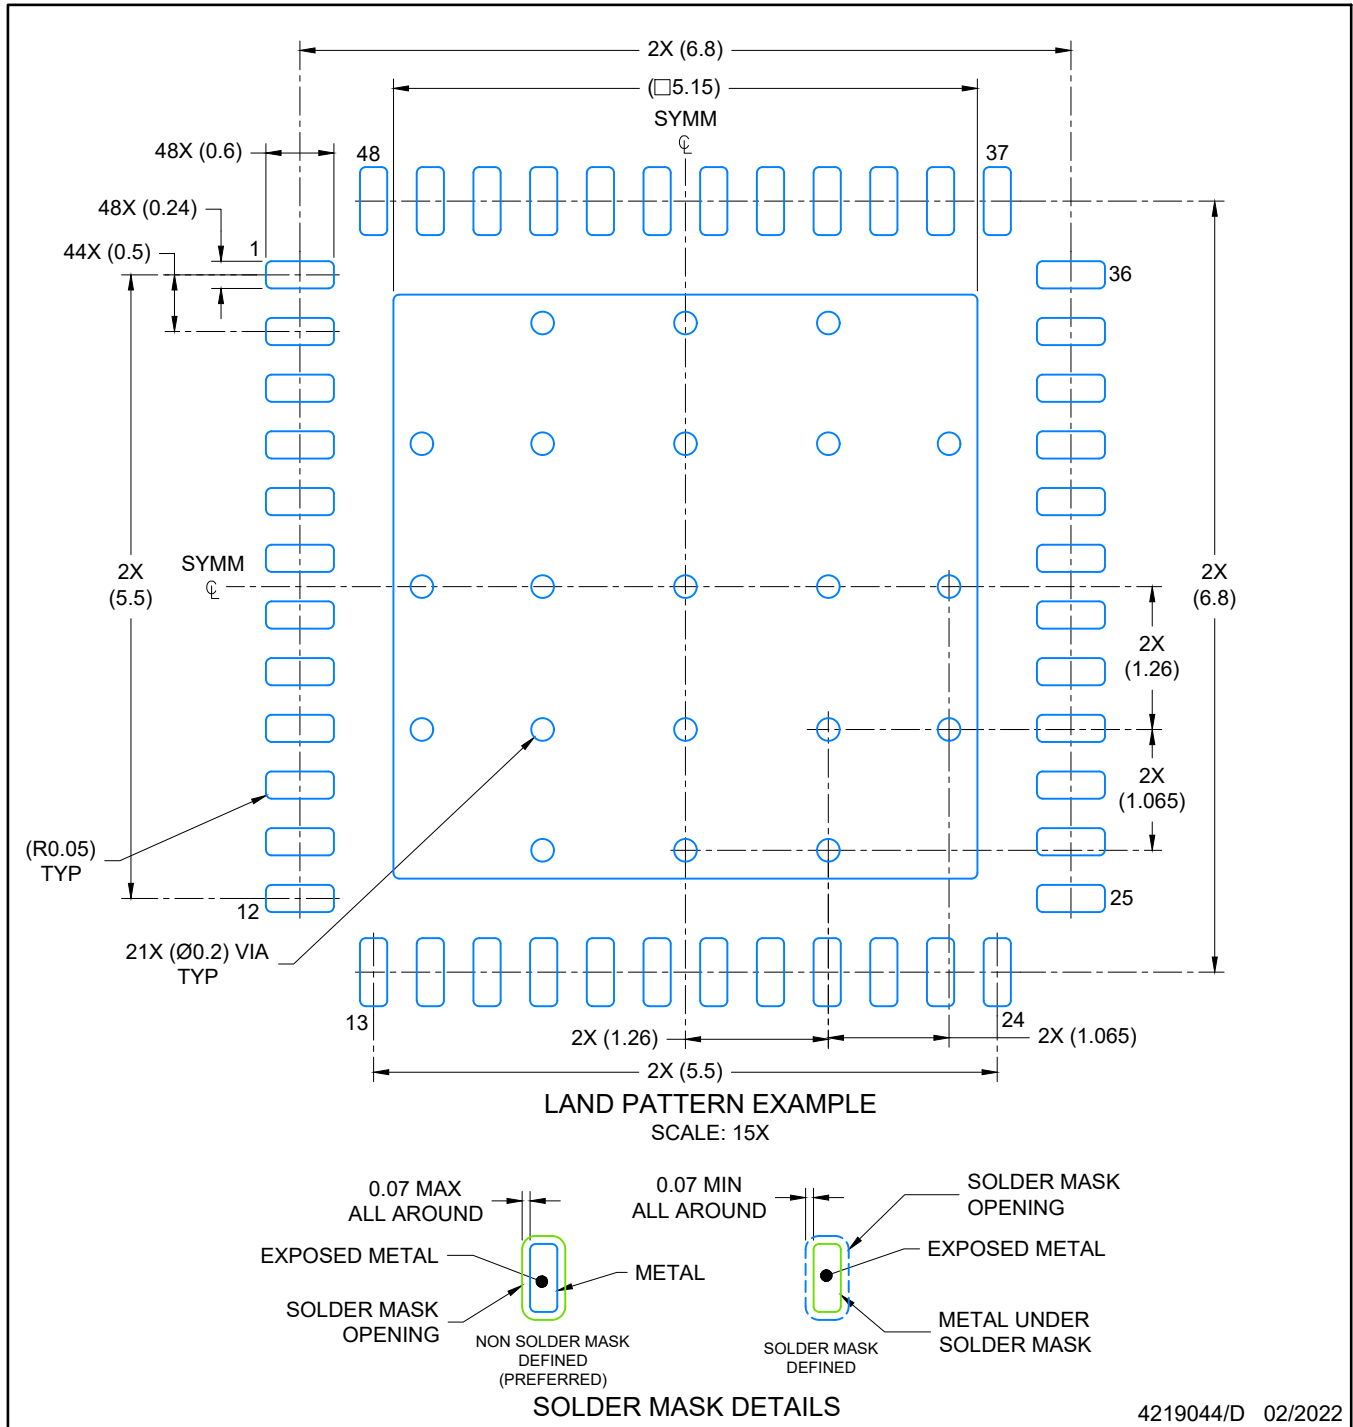 2X (6.8)
(□5.15)
SYMM
℄
48X (0.6)
48
37
48X (0.24)
44X (0.5)
1
36
SYMM
℄
2X
(5.5)
2X
(6.8)
2X
(1.26)
2X
(1.065)
(R0.05)
TYP
12
25
21X (Ø0.2) VIA
TYP
13
24
2X (1.26)
2X (1.065)
2X (5.5)
LAND PATTERN EXAMPLE
SCALE: 15X
0.07 MAX
ALL AROUND
EXPOSED METAL
METAL
SOLDER MASK
OPENING
NON SOLDER MASK
DEFINED
(PREFERRED)
0.07 MIN
ALL AROUND
SOLDER MASK
OPENING
EXPOSED METAL
METAL UNDER
SOLDER MASK
SOLDER MASK
DEFINED
SOLDER MASK DETAILS
4219044/D 02/2022